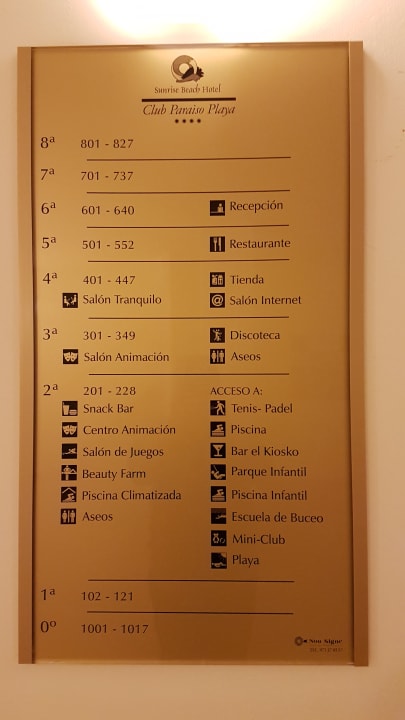 Sunrise Beach Hotel
Club Paraiso Playa
8ª 801 - 827
7ª 701 - 737
6ª 601 - 640 Recepción
5ª 501 - 552 Restaurante
4ª 401 - 447 Tienda
Salón Tranquilo @ Salón Internet
3ª 301 - 349 Discoteca
Salón Animación Aseos
2ª 201 - 228 ACCESO A:
Snack Bar Tenis- Padel
Centro Animación Piscina
Salón de Juegos Bar el Kiosko
Beauty Farm Parque Infantil
Piscina Climatizada Piscina Infantil
Aseos Escuela de Buceo
Mini-Club
Playa
1ª 102 - 121
0º 1001 - 1017